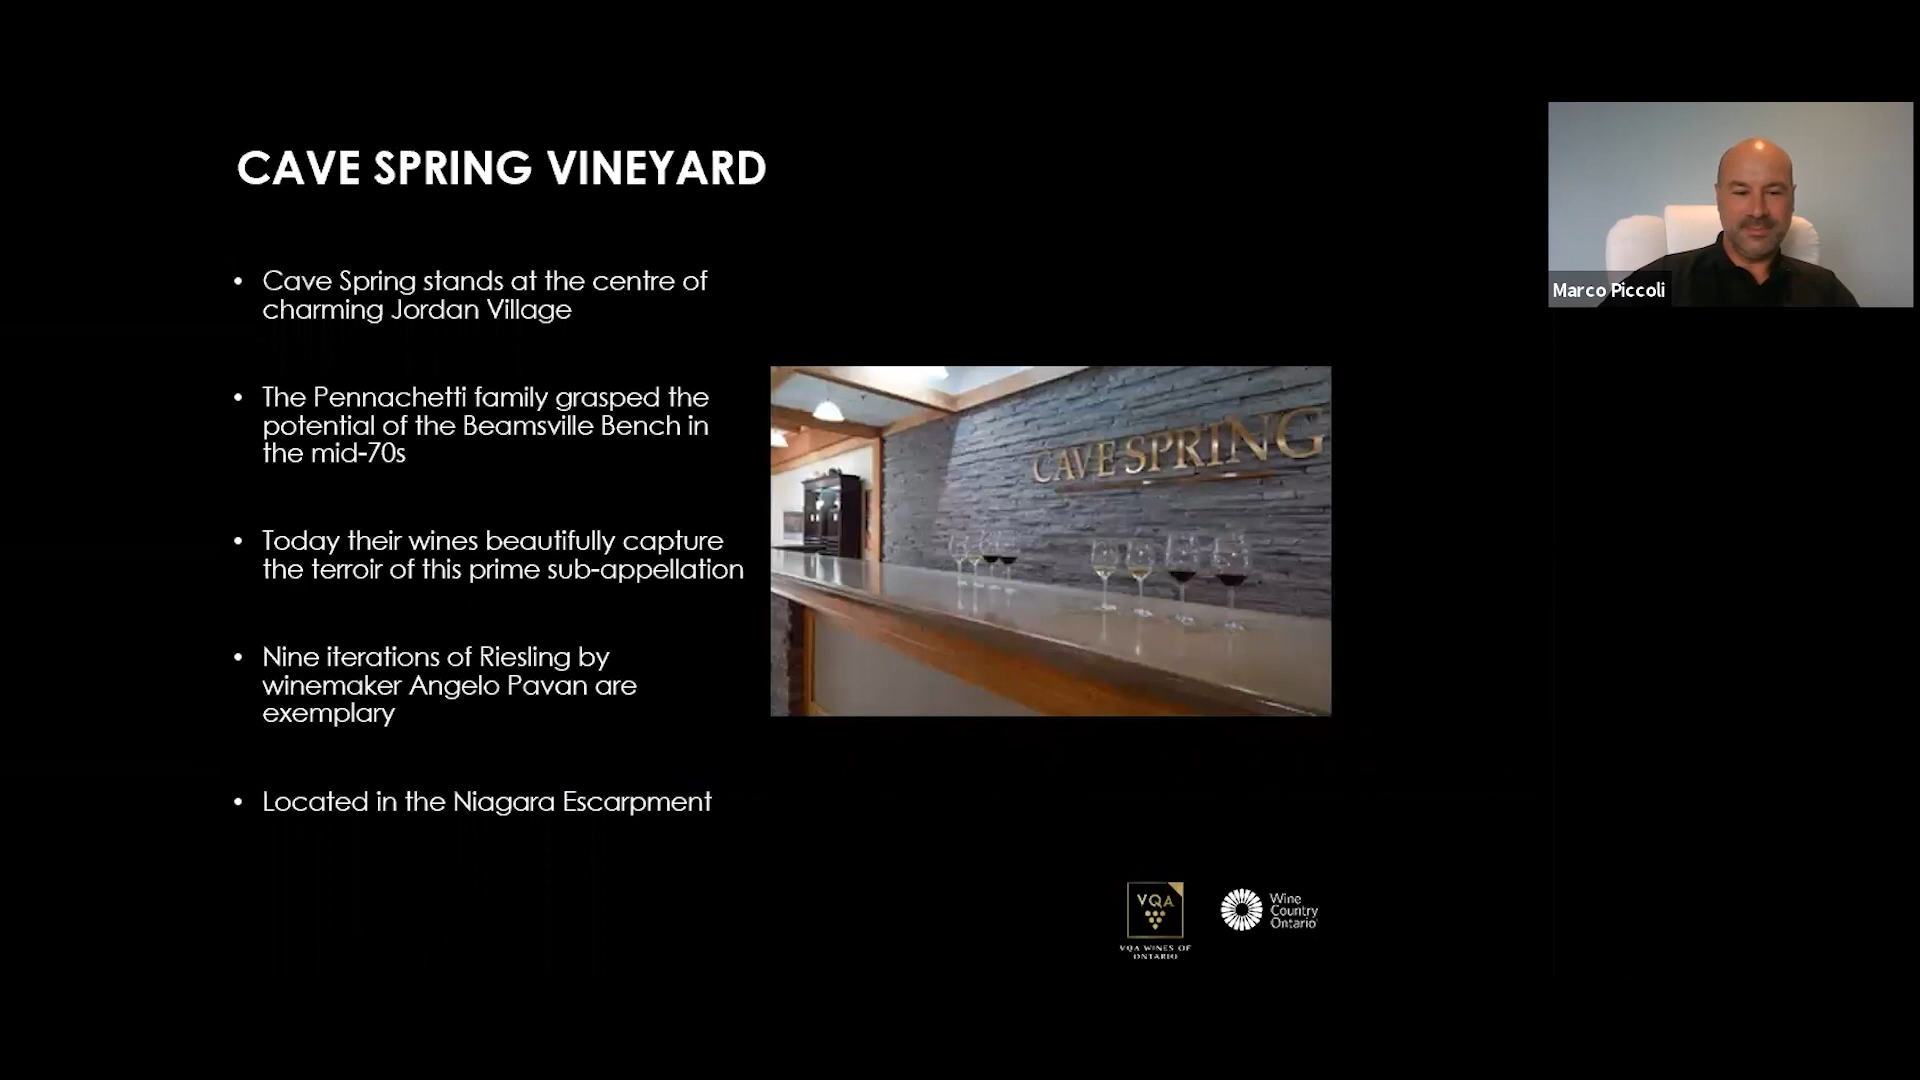 CAVE SPRING VINEYARD
• Cave Spring stands at the centre of
charming Jordan Village
• The Pennachetti family grasped the
potential of the Beamsville Bench in
the mid-70s
• Today their wines beautifully capture
the terroir of this prime sub-appellation
• Nine iterations of Riesling by
winemaker Angelo Pavan are
exemplary
• Located in the Niagara Escarpment
CAVE SPRING
Marco Piccoli
VQA
VQA WINES OF
ONTARIO
Wine
Country
Ontario